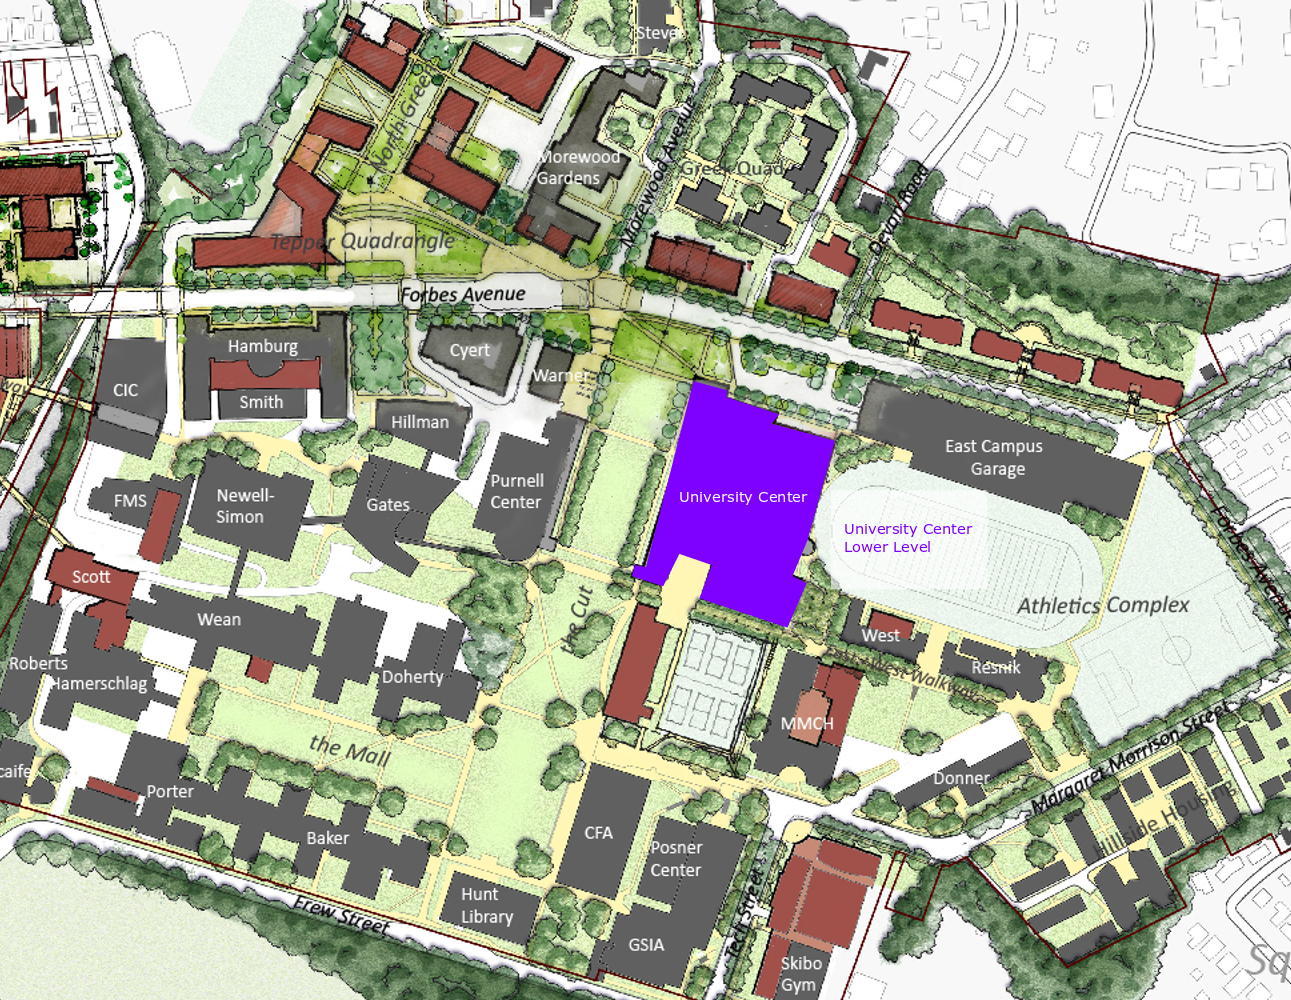 Steve
North Green
Morewood
Gardens
Morewood Avenue
Greek Quad
Devon Road
Tepper Quadrangle
Forbes Avenue
Hamburg
Smith
CIC
Cyert
Warner
Hillman
Purnell
Center
East Campus
Garage
University Center
FMS
Newell-
Simon
Gates
University Center
Lower Level
Forbes Avenue
Athletics Complex
Scott
Wean
the Cut
West
Resnik
East West Walkway
Roberts
Hamerschlag
Doherty
MMCH
the Mall
Margaret Morrison Street
Donner
caife
Porter
Baker
CFA
Posner
Center
Hillside Housing
Hunt
Library
Frew Street
GSIA
Tech Street
Skibo
Gym
Sq